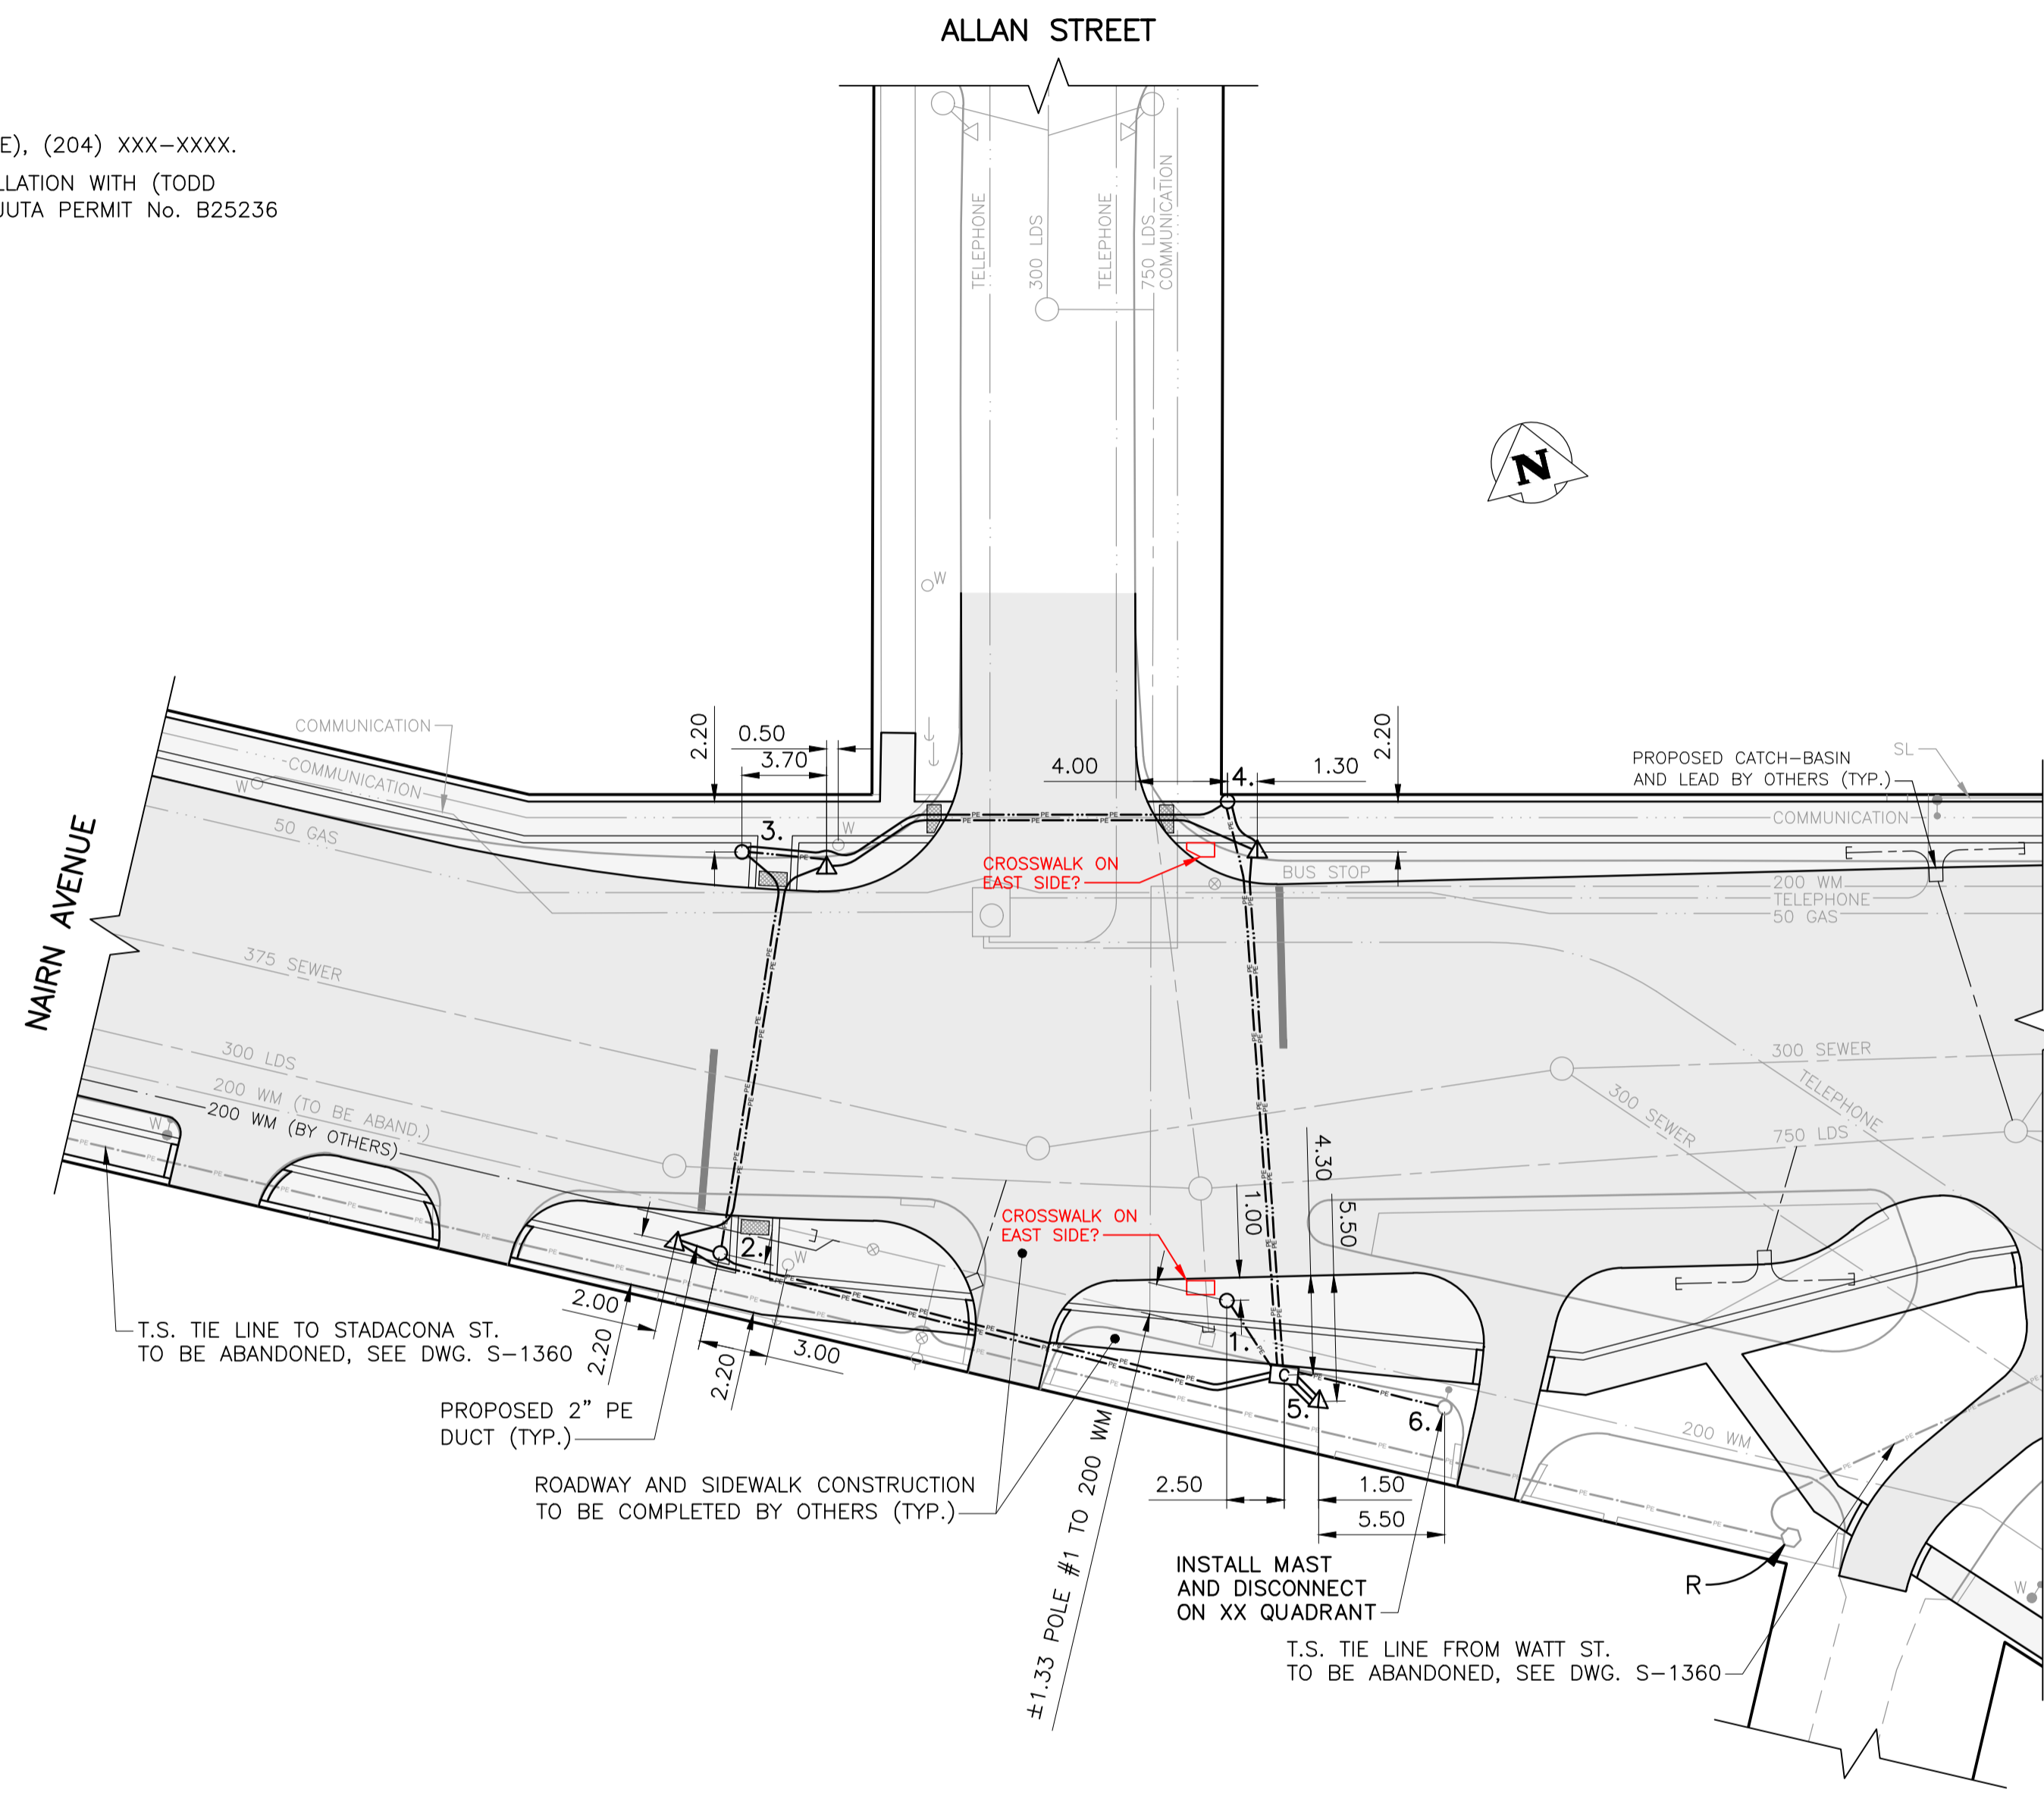 ALLAN STREET
E), (204) XXX-XXXX.
LLATION WITH (TODD
JUTA PERMIT No. B25236
TELEPHONE
300 LDS
TELEPHONE
750 LDS
COMMUNICATION
N
W
COMMUNICATION
COMMUNICATION
W
50 GAS
2.20
0.50
3.70
3.
W
4.00
4.
1.30
2.20
PROPOSED CATCH-BASIN
AND LEAD BY OTHERS (TYP.)
SL
COMMUNICATION
CROSSWALK ON
EAST SIDE?
BUS STOP
200 WM
TELEPHONE
50 GAS
NAIRN AVENUE
375 SEWER
300 LDS
200 WM (TO BE ABAND.)
200 WM (BY OTHERS)
W
300 SEWER
TELEPHONE
300 SEWER
750 LDS
4.30
1.00
5.50
CROSSWALK ON
EAST SIDE?
2.
W
1.
C
5.
6.
T.S. TIE LINE TO STADACONA ST.
TO BE ABANDONED, SEE DWG. S-1360
2.00
2.20
2.20
3.00
PROPOSED 2" PE
DUCT (TYP.)
ROADWAY AND SIDEWALK CONSTRUCTION
TO BE COMPLETED BY OTHERS (TYP.)
±1.33 POLE #1 TO 200 WM
2.50
1.50
5.50
200 WM
INSTALL MAST
AND DISCONNECT
ON XX QUADRANT
R
W
T.S. TIE LINE FROM WATT ST.
TO BE ABANDONED, SEE DWG. S-1360